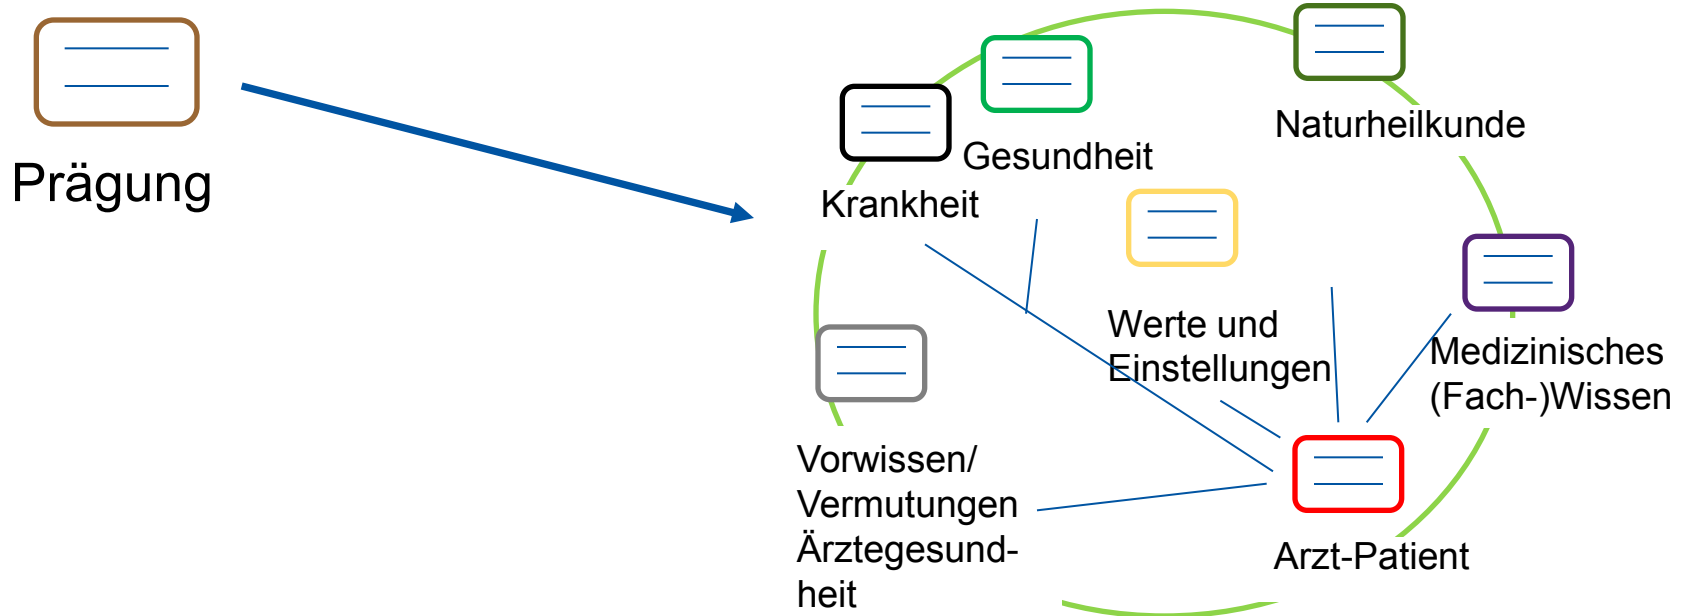 Prägung
Krankheit
Gesundheit
Naturheilkunde
Werte und
Einstellungen
Medizinisches
(Fach-)Wissen
Vorwissen/
Vermutungen
Ärztegesund-
heit
Arzt-Patient